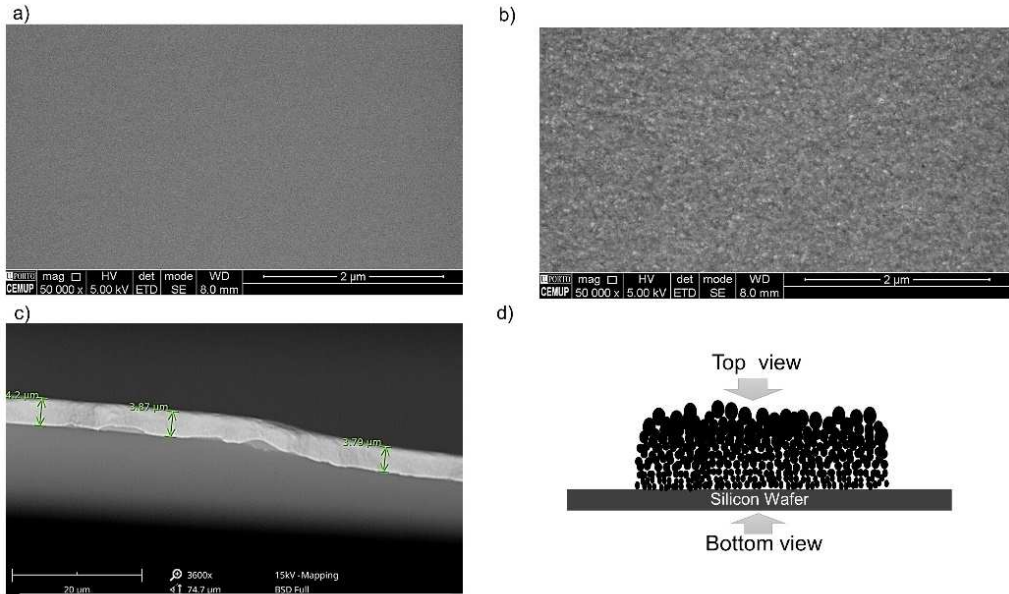 a)
b)
U.PORTO mag □ HV det mode WD 2 µm
CEMUP 50 000 x 5.00 kV ETD SE 8.0 mm
U.PORTO mag □ HV det mode WD 2 µm
CEMUP 50 000 x 5.00 kV ETD SE 8.0 mm
c)
4.2 µm
3.87 µm
3.79 µm
3600x 15kV -Mapping
20 µm 74.7 µm BSD Full
d)
Top view
Silicon Wafer
Bottom view